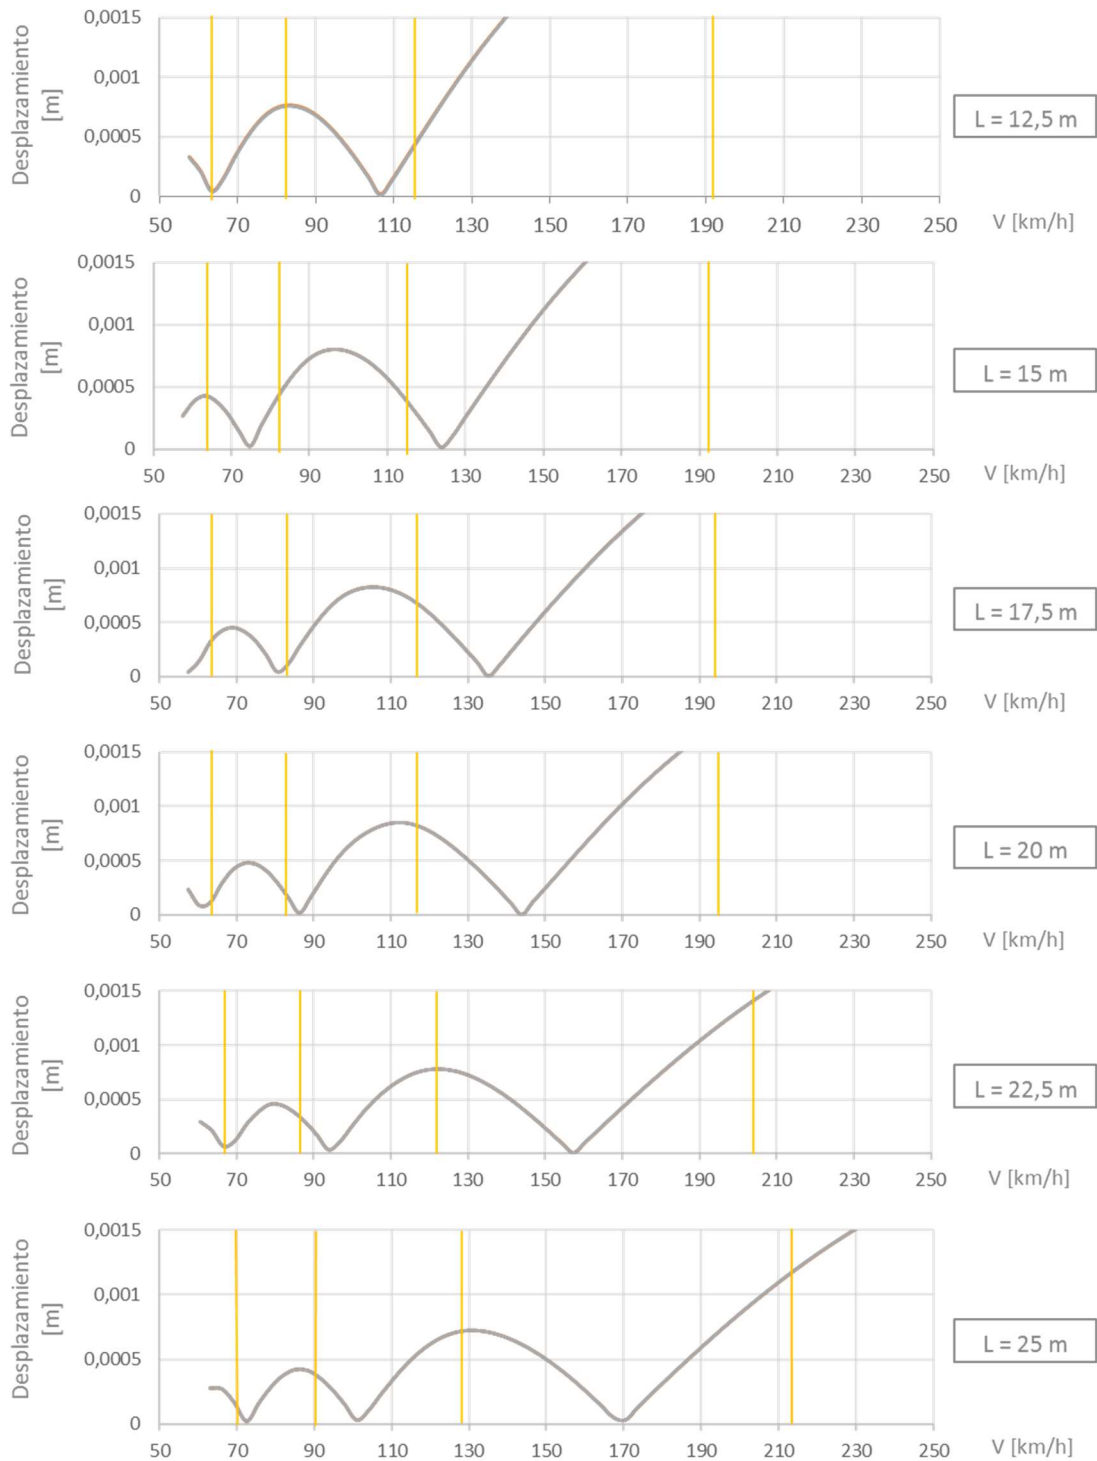 Desplazamiento
[m]
0,0015
0,001
0,0005
0
50 70 90 110 130 150 170 190 210 230 250
V [km/h]
L = 12,5 m
Desplazamiento
[m]
0,0015
0,001
0,0005
0
50 70 90 110 130 150 170 190 210 230 250
V [km/h]
L = 15 m
Desplazamiento
[m]
0,0015
0,001
0,0005
0
50 70 90 110 130 150 170 190 210 230 250
V [km/h]
L = 17,5 m
Desplazamiento
[m]
0,0015
0,001
0,0005
0
50 70 90 110 130 150 170 190 210 230 250
V [km/h]
L = 20 m
Desplazamiento
[m]
0,0015
0,001
0,0005
0
50 70 90 110 130 150 170 190 210 230 250
V [km/h]
L = 22,5 m
Desplazamiento
[m]
0,0015
0,001
0,0005
0
50 70 90 110 130 150 170 190 210 230 250
V [km/h]
L = 25 m